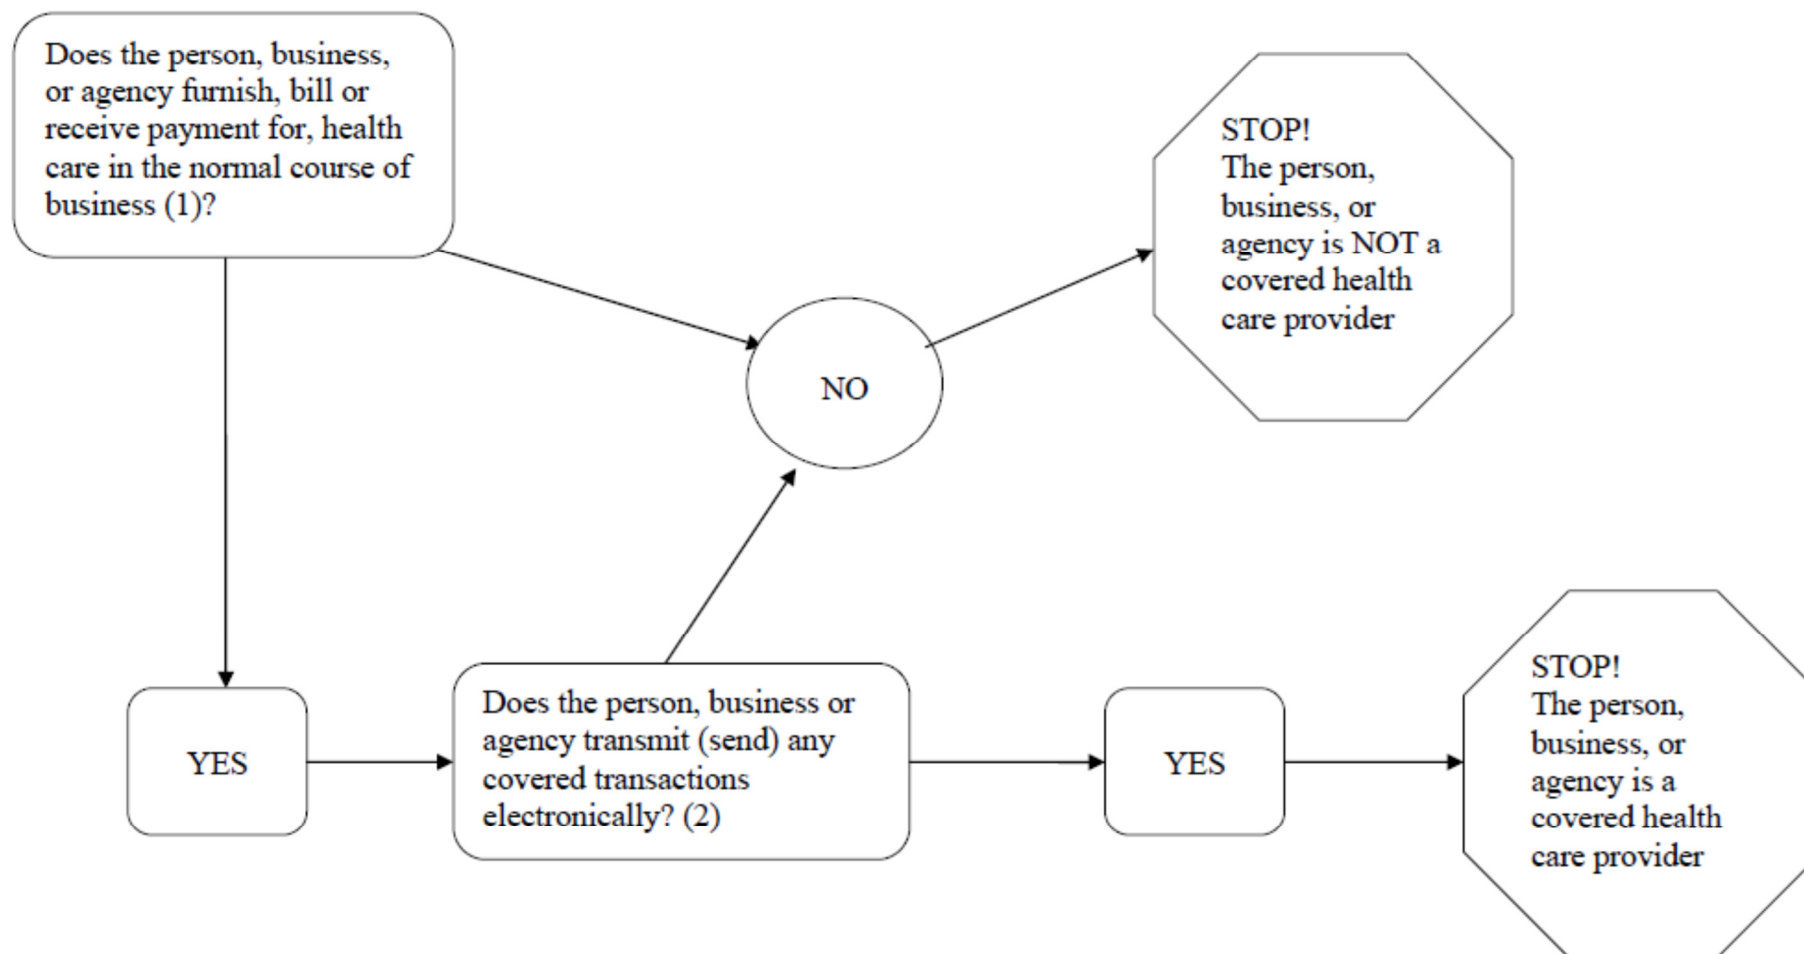 Does the person, business,
or agency furnish, bill or
receive payment for, health
care in the normal course of
business (1)?
STOP!
The person,
business, or
agency is NOT a
covered health
care provider
NO
YES
Does the person, business or
agency transmit (send) any
covered transactions
electronically? (2)
YES
STOP!
The person,
business, or
agency is a
covered health
care provider